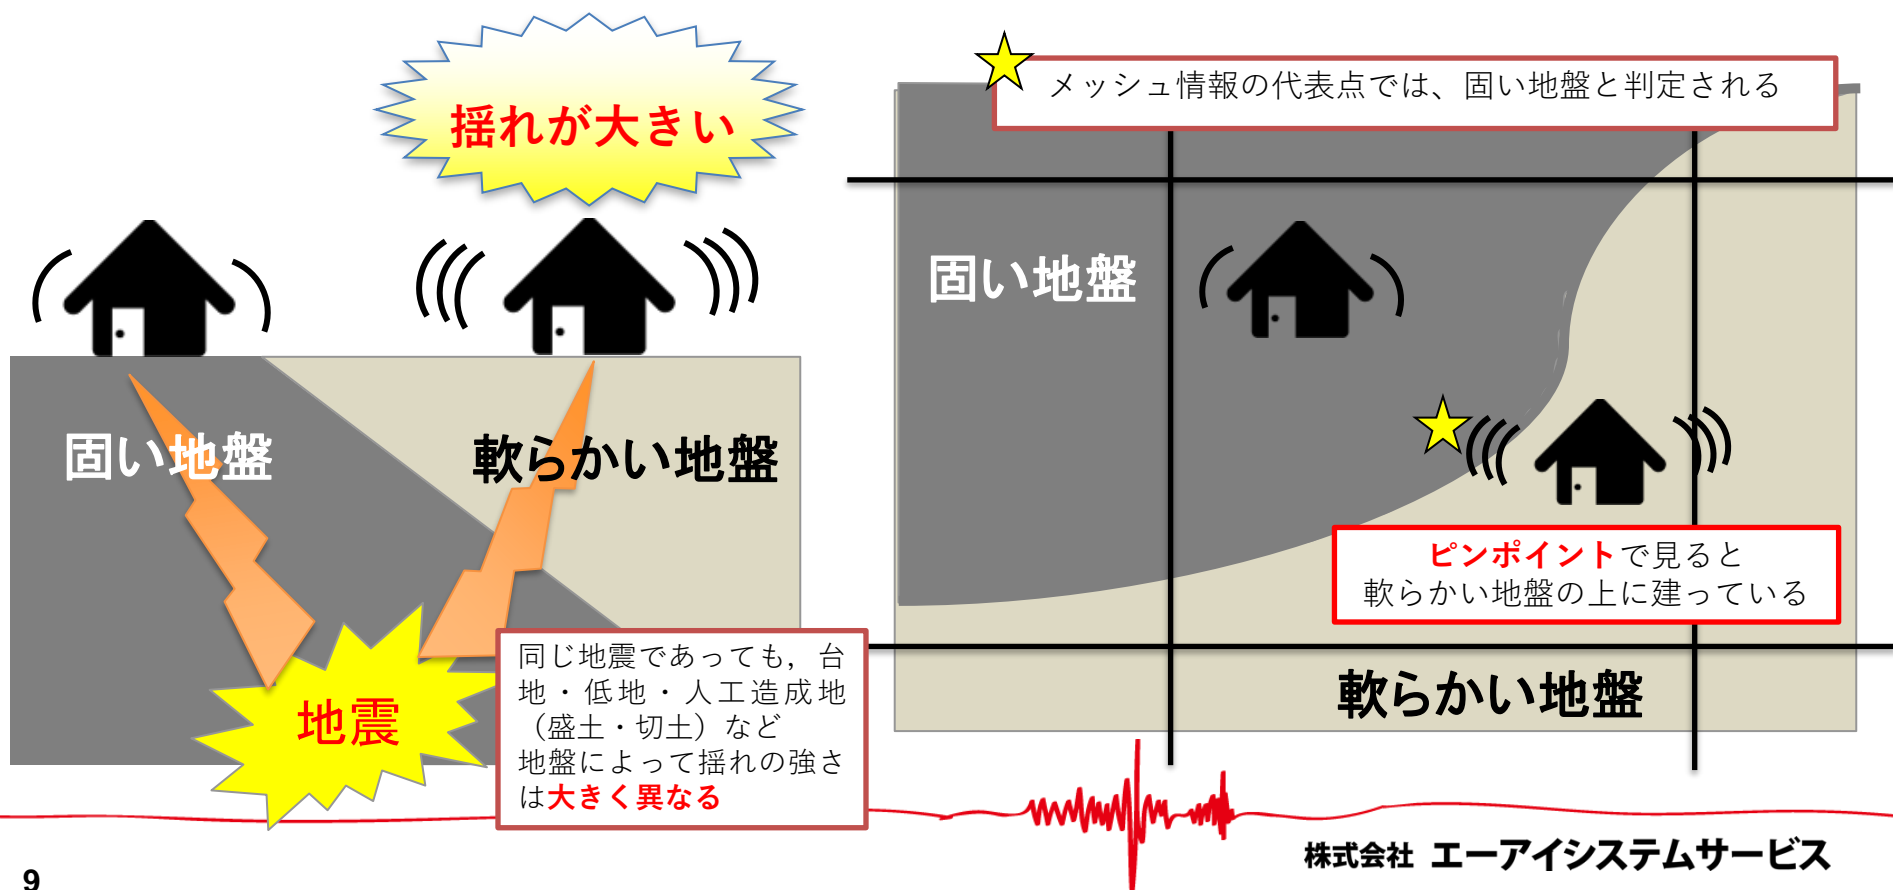 揺れが大きい
固い地盤
軟らかい地盤
地震
同じ地震であっても，台
地・低地・人工造成地
（盛土・切土）など
地盤によって揺れの強さ
は大きく異なる
メッシュ情報の代表点では、固い地盤と判定される
固い地盤
ピンポイントで見ると
軟らかい地盤の上に建っている
軟らかい地盤
株式会社 エーアイシステムサービス
9